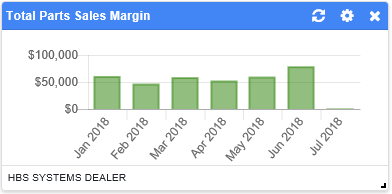 Total Parts Sales Margin
$100,000
$50,000
$0
Jan 2018
Feb 2018
Mar 2018
Apr 2018
May 2018
Jun 2018
Jul 2018
HBS SYSTEMS DEALER